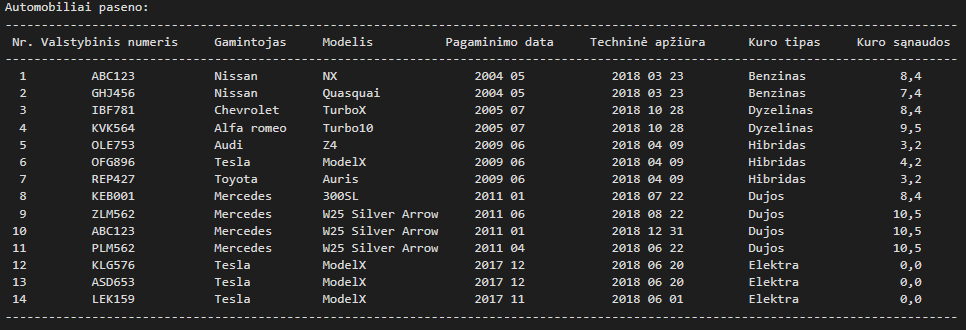 Automobiliai paseno:
------------------------------------------------------------------------------------------------------------------------------------
Nr. Valstybinis numeris Gamintojas Modelis Pagaminimo data Techninė apžiūra Kuro tipas Kuro sąnaudos
------------------------------------------------------------------------------------------------------------------------------------
1 ABC123 Nissan NX 2004 05 2018 03 23 Benzinas 8,4
2 GHJ456 Nissan Quasquai 2004 05 2018 03 23 Benzinas 7,4
3 IBF781 Chevrolet TurboX 2005 07 2018 10 28 Dyzelinas 8,4
4 KVK564 Alfa romeo Turbo10 2005 07 2018 10 28 Dyzelinas 9,5
5 OLE753 Audi Z4 2009 06 2018 04 09 Hibridas 3,2
6 OFG896 Tesla ModelX 2009 06 2018 04 09 Hibridas 4,2
7 REP427 Toyota Auris 2009 06 2018 04 09 Hibridas 3,2
8 KEB001 Mercedes 300SL 2011 01 2018 07 22 Dujos 8,4
9 ZLM562 Mercedes W25 Silver Arrow 2011 06 2018 08 22 Dujos 10,5
10 ABC123 Mercedes W25 Silver Arrow 2011 01 2018 12 31 Dujos 10,5
11 PLM562 Mercedes W25 Silver Arrow 2011 04 2018 06 22 Dujos 10,5
12 KLG576 Tesla ModelX 2017 12 2018 06 20 Elektra 0,0
13 ASD653 Tesla ModelX 2017 12 2018 06 20 Elektra 0,0
14 LEK159 Tesla ModelX 2017 11 2018 06 01 Elektra 0,0
------------------------------------------------------------------------------------------------------------------------------------